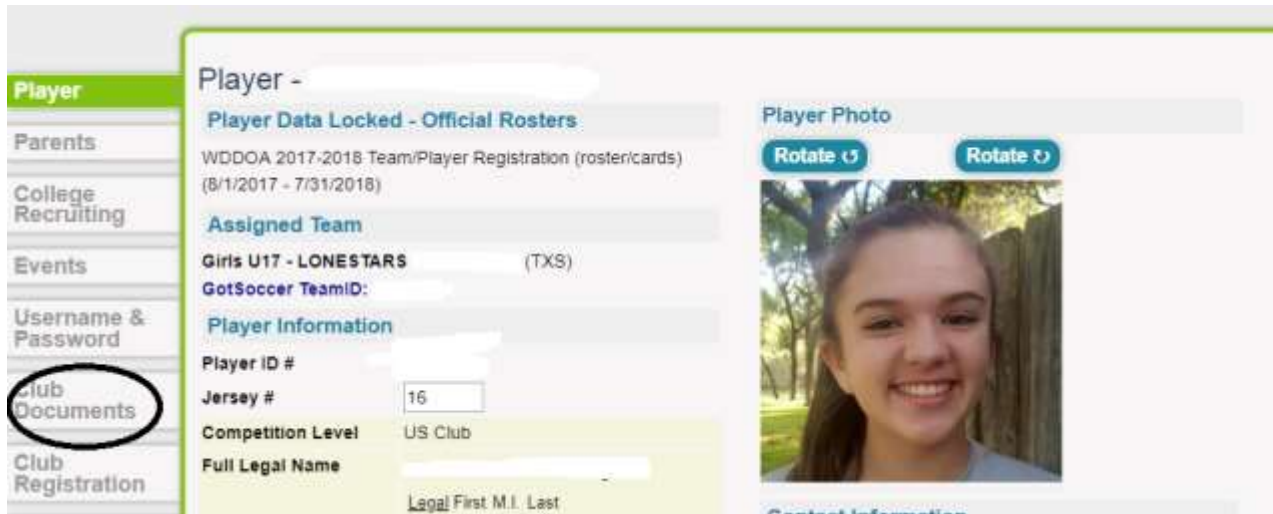 Player
Parents
College
Recruiting
Events
Username &
Password
Club
Documents
Club
Registration
Player -
Player Data Locked - Official Rosters
WDDOA 2017-2018 Team/Player Registration (roster/cards)
(8/1/2017 - 7/31/2018)
Assigned Team
Girls U17 - LONESTARS (TXS)
GotSoccer TeamID:
Player Information
Player ID #
Jersey # 16
Competition Level US Club
Full Legal Name
Legal First M.I. Last
Player Photo
Rotate ↺ Rotate ↻
Contact Information